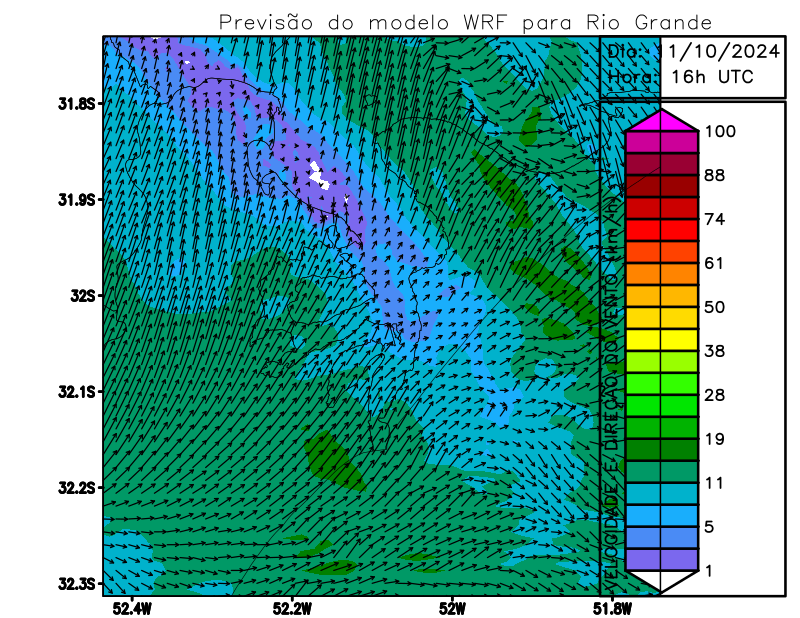 Previsão do modelo WRF para Rio Grande
Dia: 11/10/2024
Hora: 16h UTC
31.8S
31.9S
32S
32.1S
32.2S
32.3S
52.4W
52.2W
52W
51.8W
VELOCIDADE E DIREÇÃO DO VENTO (km/h)
100
88
74
61
50
38
28
19
11
5
1